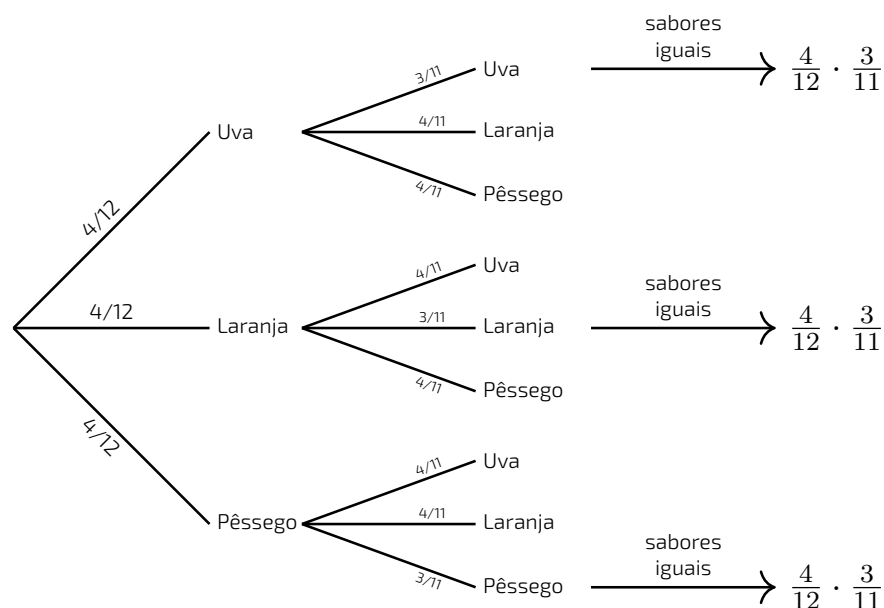 sabores
iguais
4/12 · 3/11
3/11
Uva
4/12
Uva
4/11
Laranja
4/11
Pêssego
4/11
Uva
sabores
iguais
4/12 · 3/11
4/12
Laranja
3/11
Laranja
4/11
Pêssego
4/12
4/11
Uva
Pêssego
4/11
Laranja
sabores
iguais
4/12 · 3/11
3/11
Pêssego